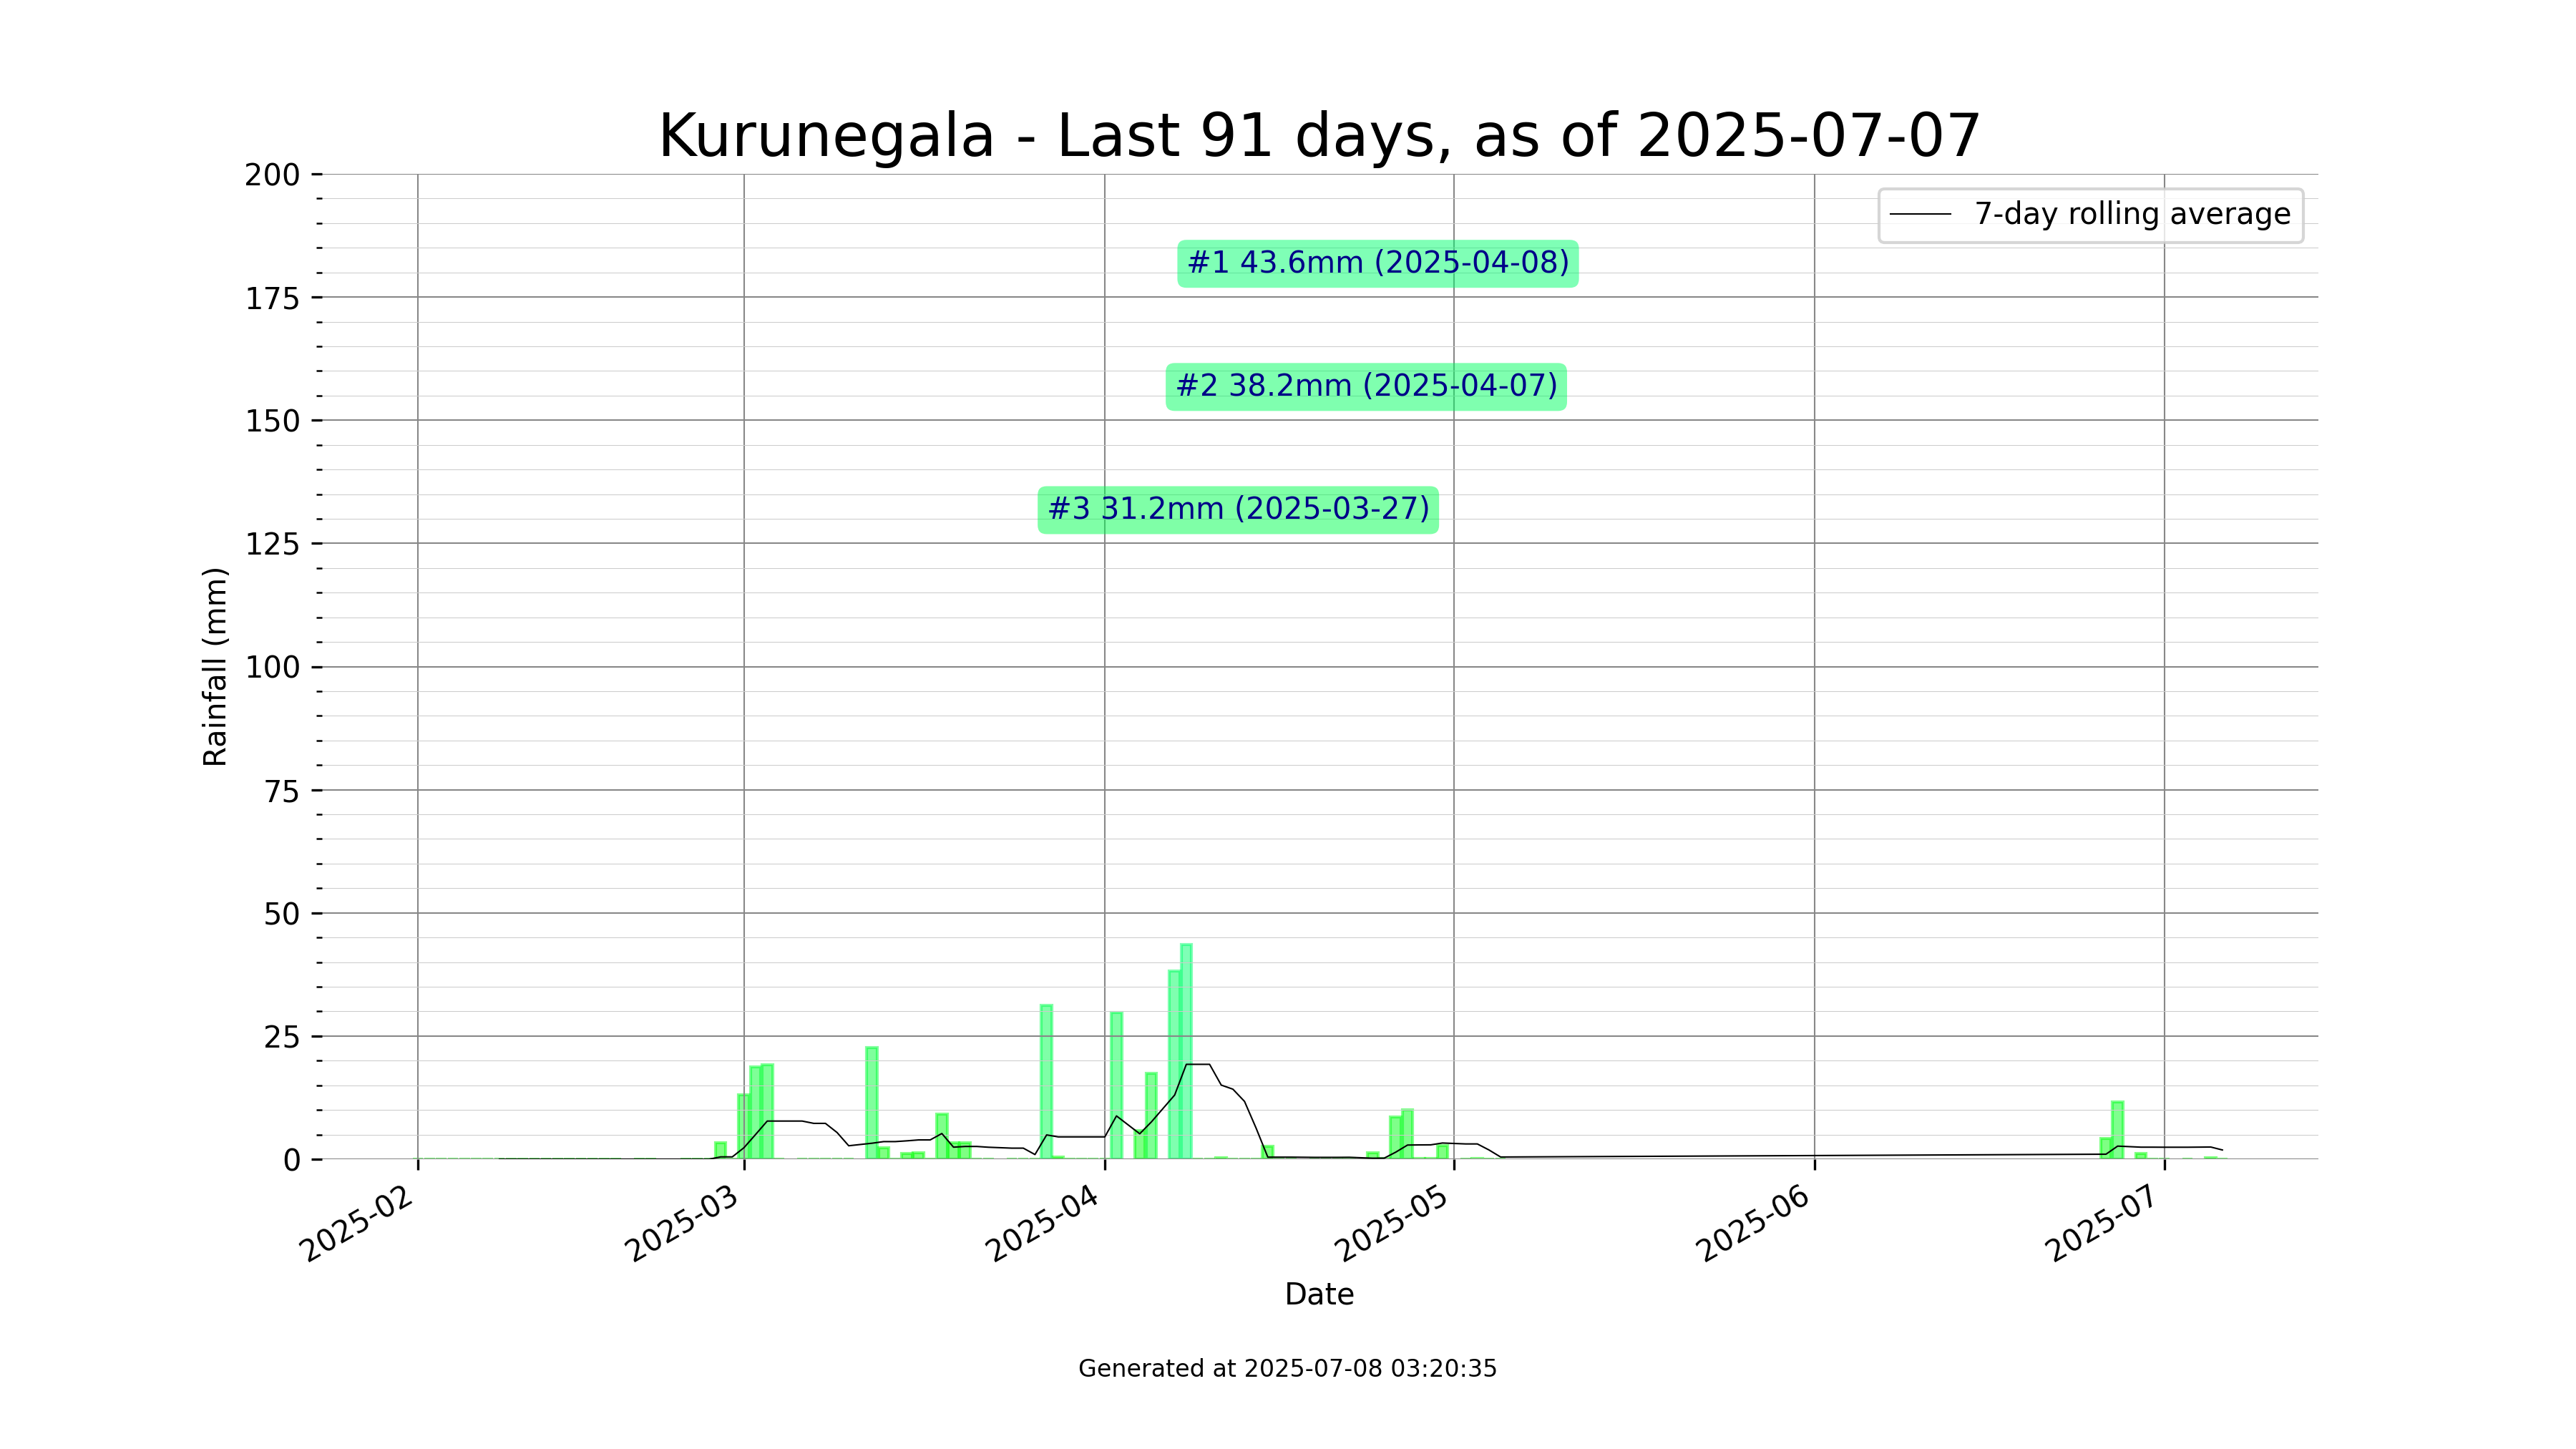 Kurunegala - Last 91 days, as of 2025-07-07
7-day rolling average
#1 43.6mm (2025-04-08)
#2 38.2mm (2025-04-07)
#3 31.2mm (2025-03-27)
Rainfall (mm)
200
175
150
125
100
75
50
25
0
2025-02
2025-03
2025-04
2025-05
2025-06
2025-07
Date
Generated at 2025-07-08 03:20:35